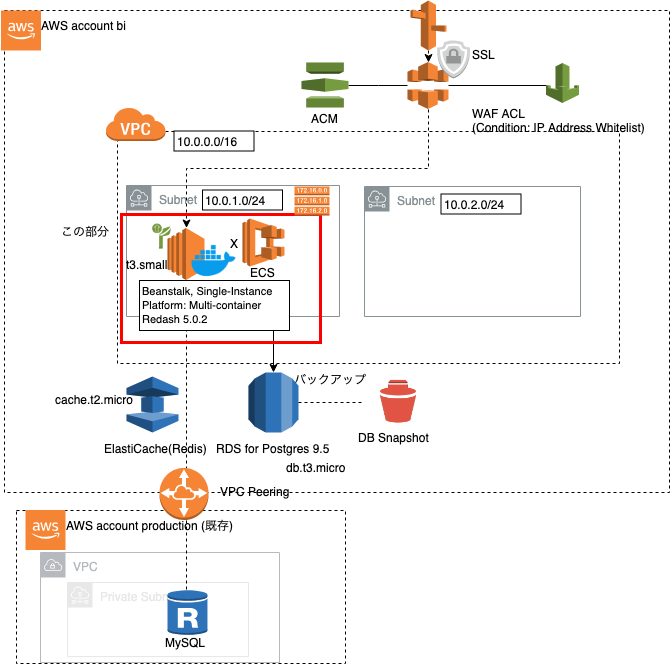 aws
AWS account bi
SSL
ACM
WAF ACL
(Condition: IP Address Whitelist)
VPC
10.0.0.0/16
Subnet
10.0.1.0/24
172.16.0.0
172.16.1.0
172.16.2.0
Subnet
10.0.2.0/24
この部分
t3.small
X
ECS
Beanstalk, Single-Instance
Platform: Multi-container
Redash 5.0.2
cache.t2.micro
バックアップ
ElastiCache(Redis)
RDS for Postgres 9.5
db.t3.micro
DB Snapshot
VPC Peering
aws
AWS account production (既存)
VPC
Private Subn
R
MySQL